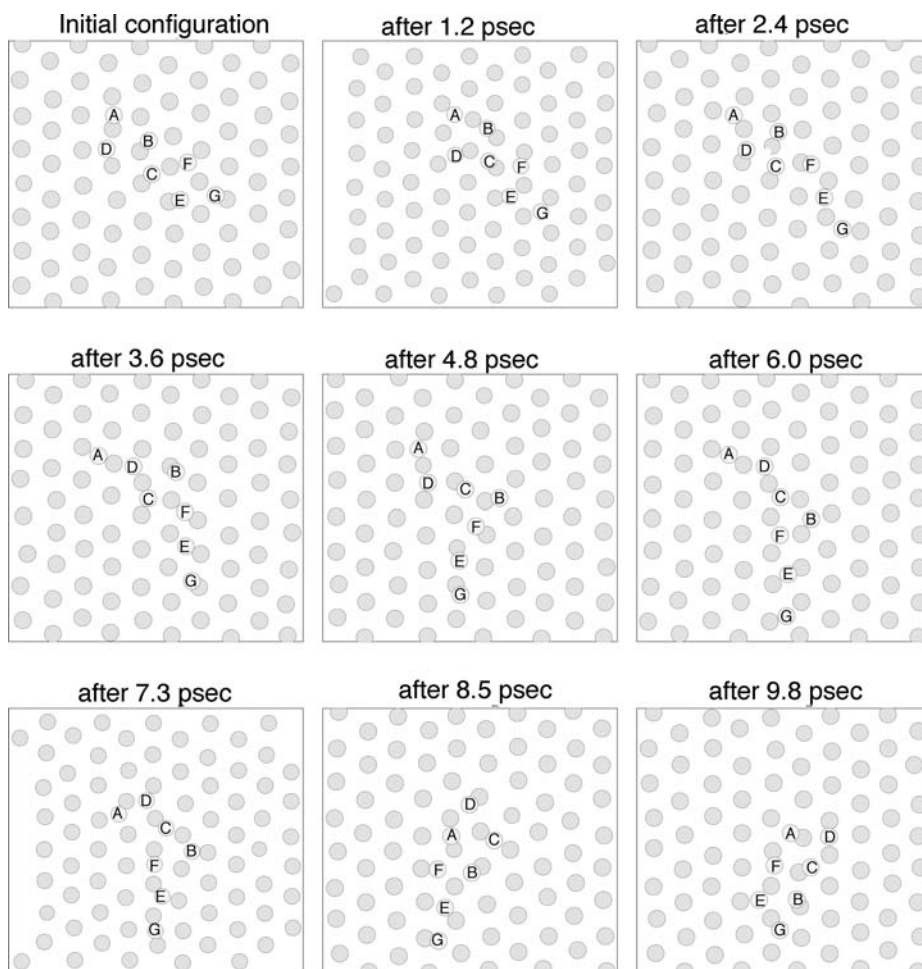 Initial configuration
after 1.2 psec
after 2.4 psec
A
B
D
F
C
E
G
A
B
D
C
F
E
G
A
B
D
C
F
E
G
after 3.6 psec
after 4.8 psec
after 6.0 psec
A
D
B
C
F
E
G
A
D
C
B
F
E
G
A
D
C
B
F
E
G
after 7.3 psec
after 8.5 psec
after 9.8 psec
D
A
C
B
F
E
G
D
A
C
F
B
E
G
A
D
F
C
E
B
G